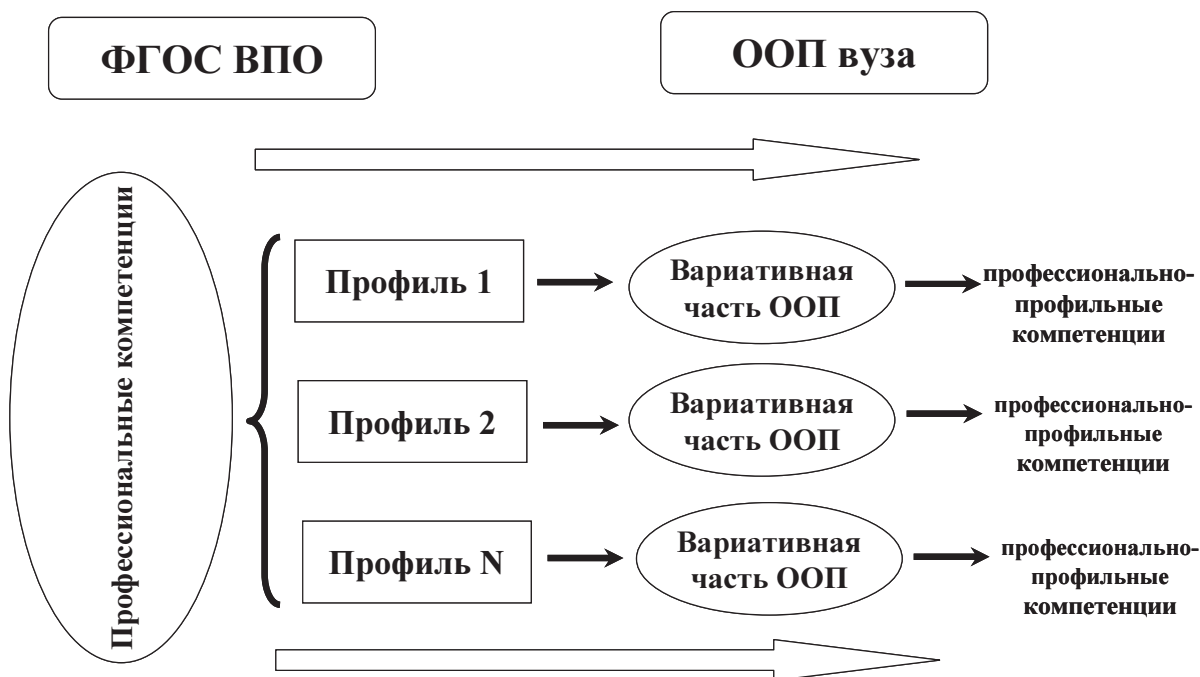 ФГОС ВПО
ООП вуза
Профессиональные компетенции
Профиль 1
Вариативная
часть ООП
профессионально-
профильные
компетенции
Профиль 2
Вариативная
часть ООП
профессионально-
профильные
компетенции
Профиль N
Вариативная
часть ООП
профессионально-
профильные
компетенции